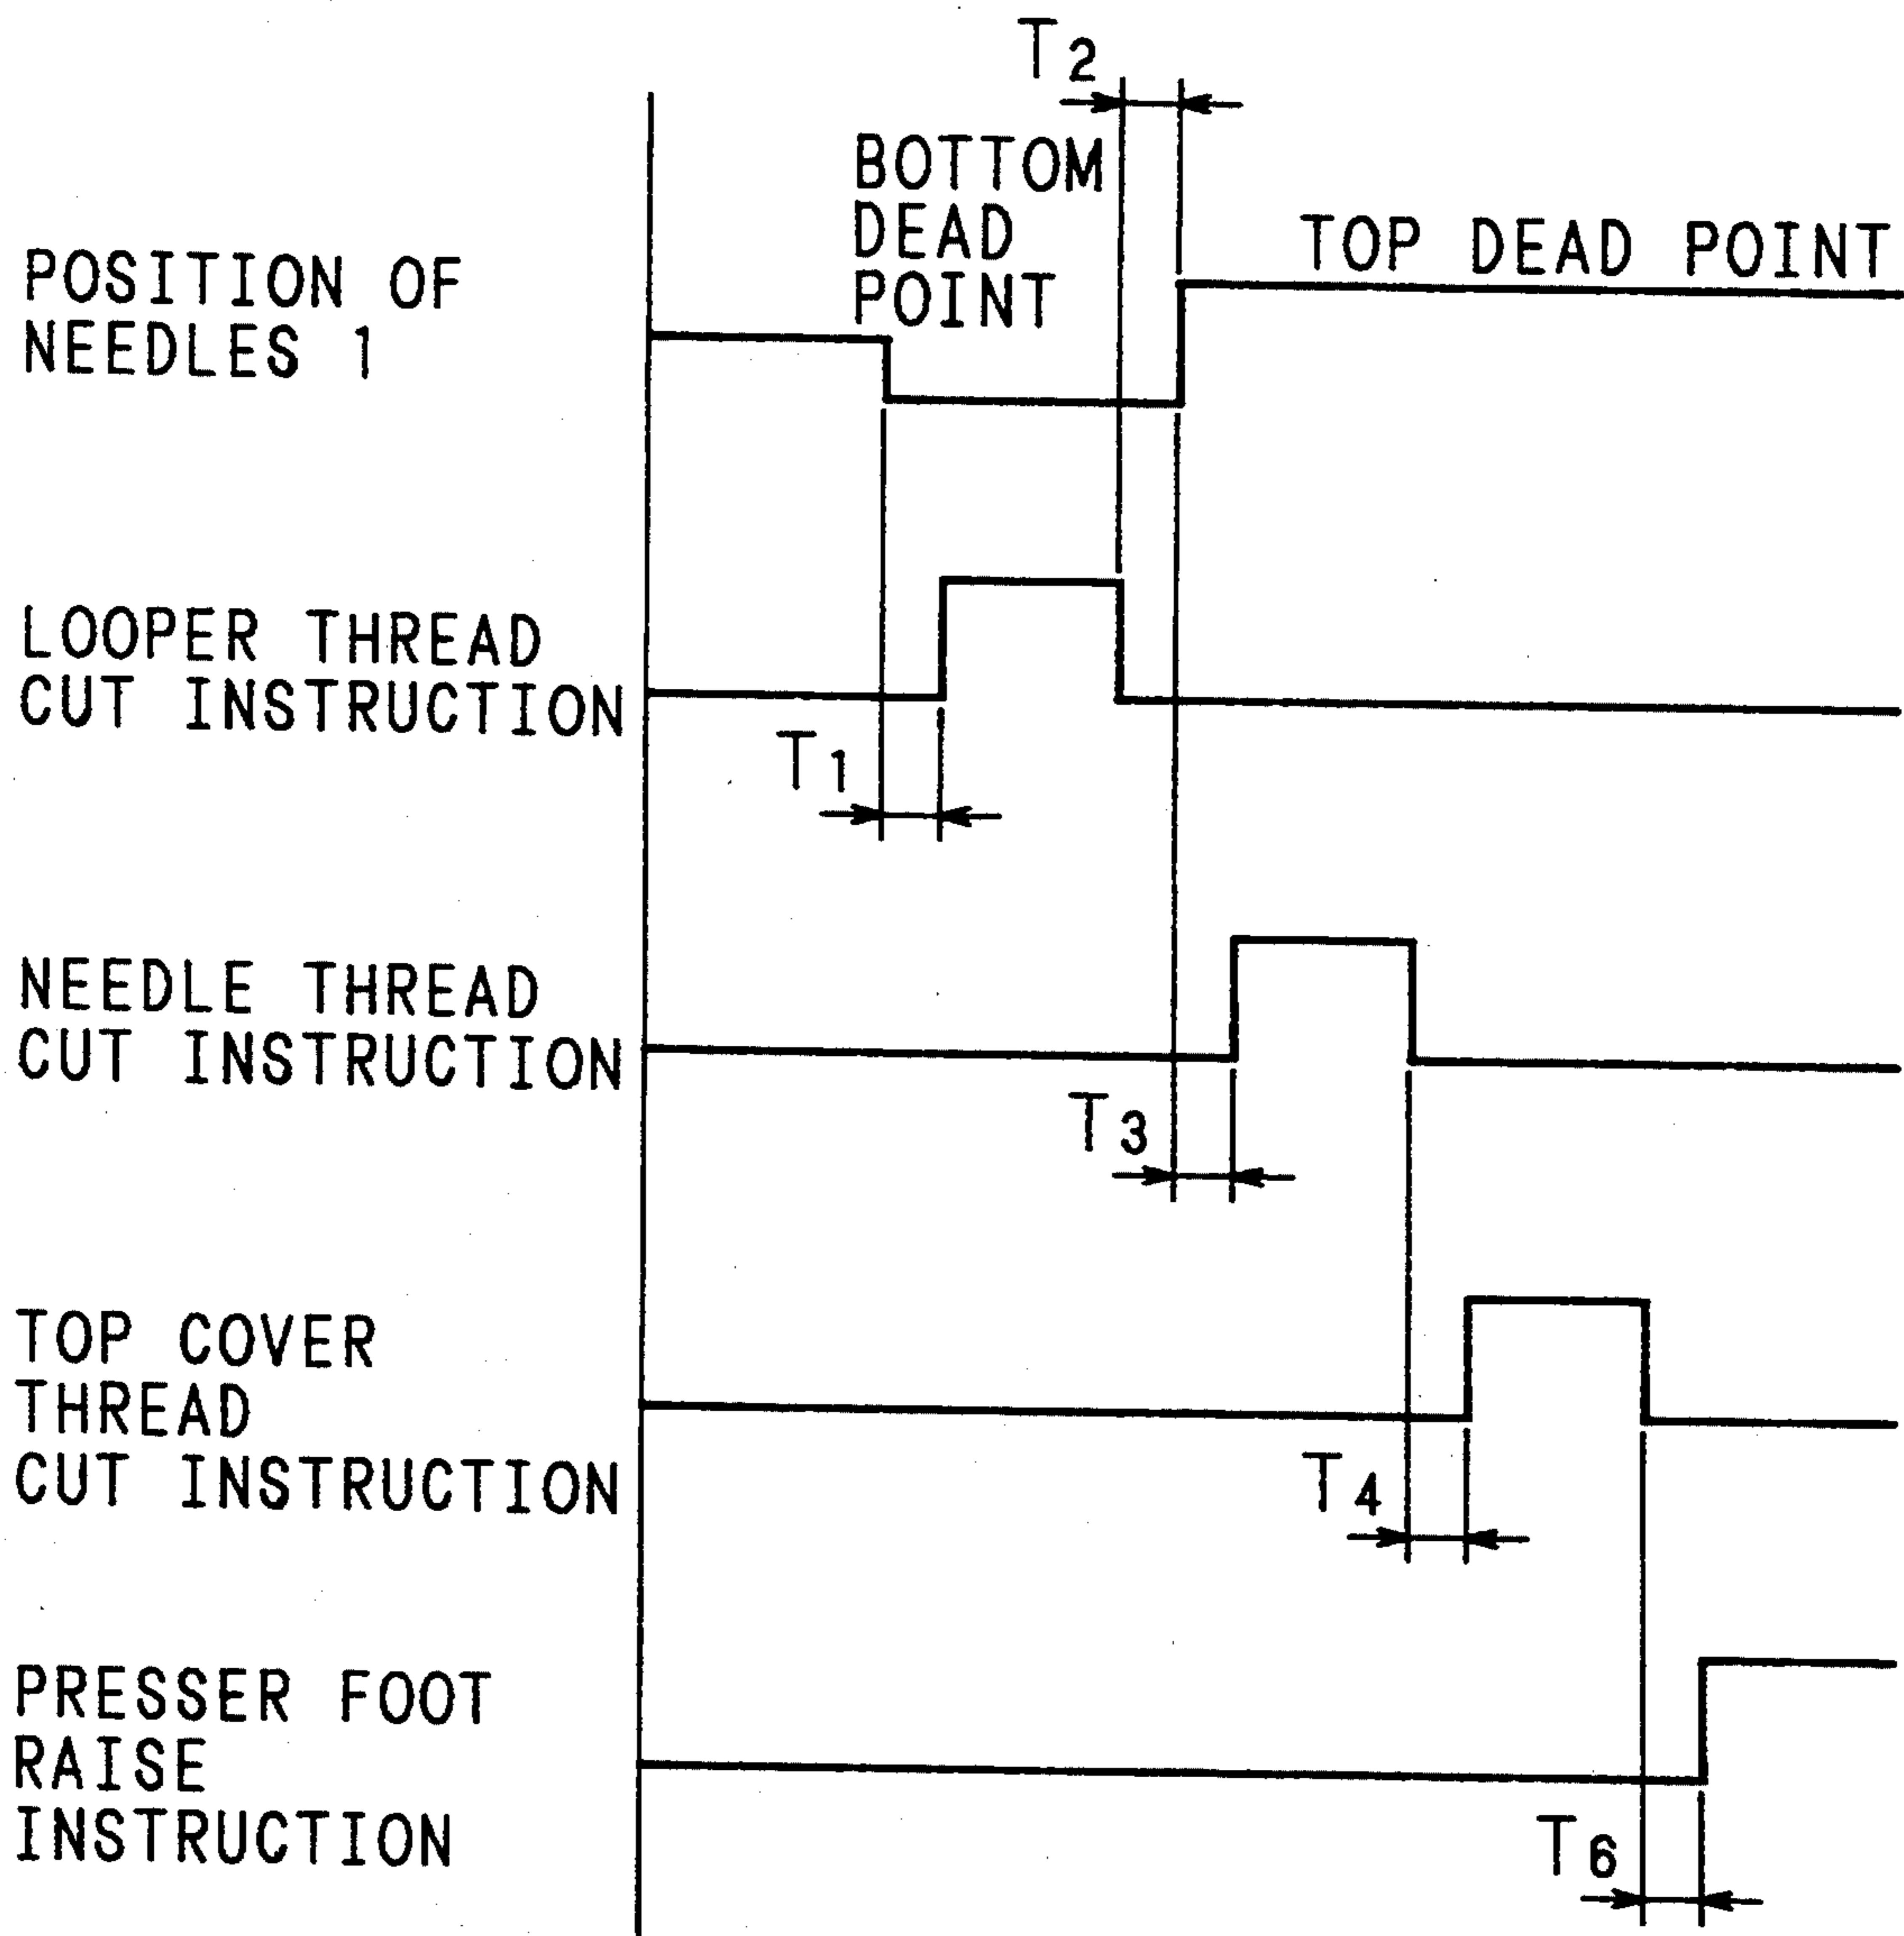 T2
BOTTOM
DEAD
POINT
TOP DEAD POINT
POSITION OF
NEEDLES 1
LOOPER THREAD
CUT INSTRUCTION
T1
NEEDLE THREAD
CUT INSTRUCTION
T3
TOP COVER
THREAD
CUT INSTRUCTION
T4
PRESSER FOOT
RAISE
INSTRUCTION
T6